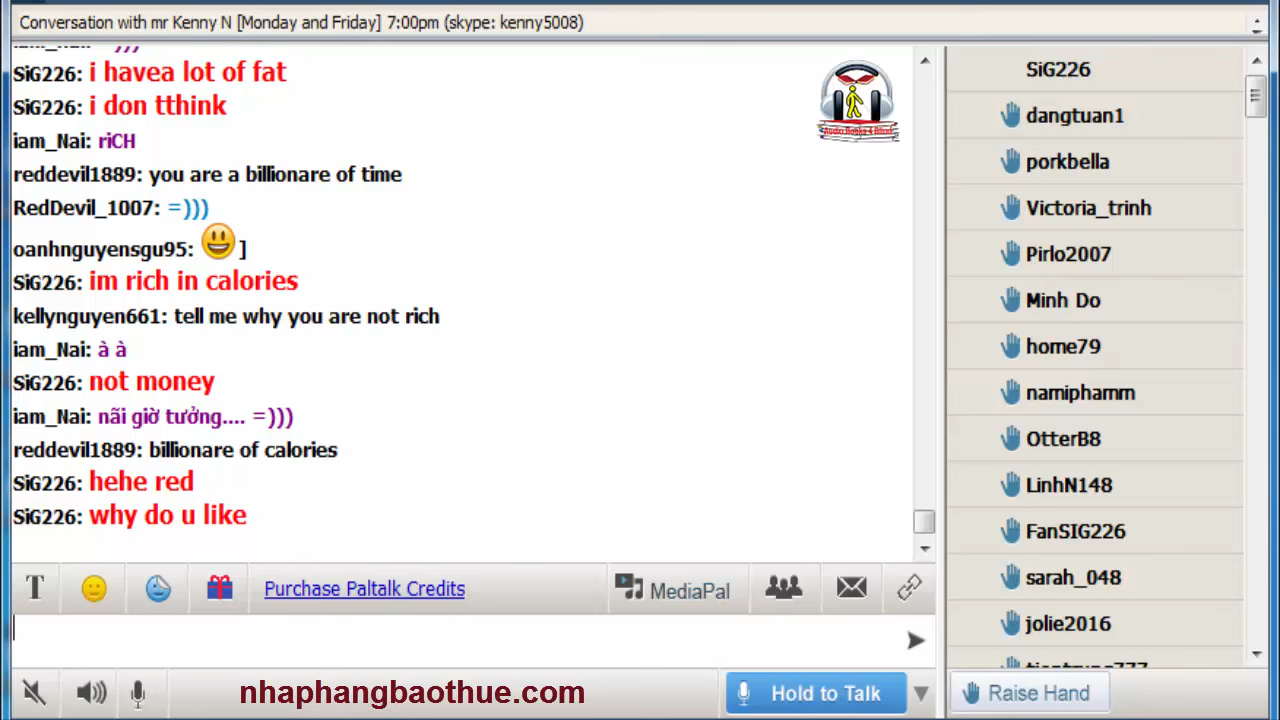 Conversation with mr Kenny N [Monday and Friday] 7:00pm (skype: kenny5008)
SiG226: i havea lot of fat
SiG226: i don tthink
iam_Nai: riCH
reddevil1889: you are a billionare of time
RedDevil_1007: =)))
oanhnguyensgu95: ]
SiG226: im rich in calories
kellynguyen661: tell me why you are not rich
iam_Nai: à à
SiG226: not money
iam_Nai: nãi giờ tưởng.... =)))
reddevil1889: billionare of calories
SiG226: hehe red
SiG226: why do u like
Audio Books 4 Blind
SiG226
dangtuan1
porkbella
Victoria_trinh
Pirlo2007
Minh Do
home79
namiphamm
OtterB8
LinhN148
FanSIG226
sarah_048
jolie2016
T
Purchase Paltalk Credits
MediaPal
nhaphangbaothue.com
Hold to Talk
Raise Hand